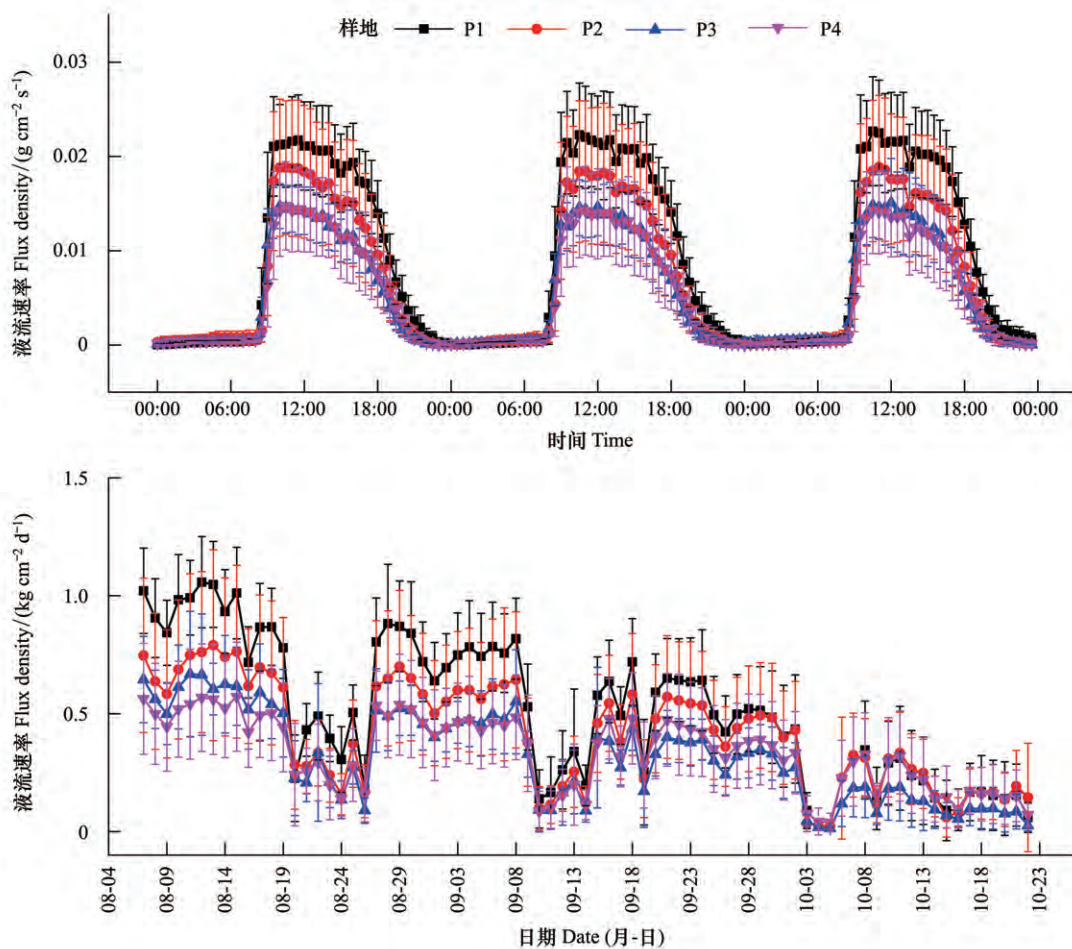 样地 P1 P2 P3 P4
液流速率 Flux density/(g cm⁻² s⁻¹)
0.03
0.02
0.01
0
00:00 06:00 12:00 18:00 00:00 06:00 12:00 18:00 00:00 06:00 12:00 18:00 00:00
时间 Time
液流速率 Flux density/(kg cm⁻² d⁻¹)
1.5
1.0
0.5
0
08-04 08-09 08-14 08-19 08-24 08-29 09-03 09-08 09-13 09-18 09-23 09-28 10-03 10-08 10-13 10-18 10-23
日期 Date (月-日)